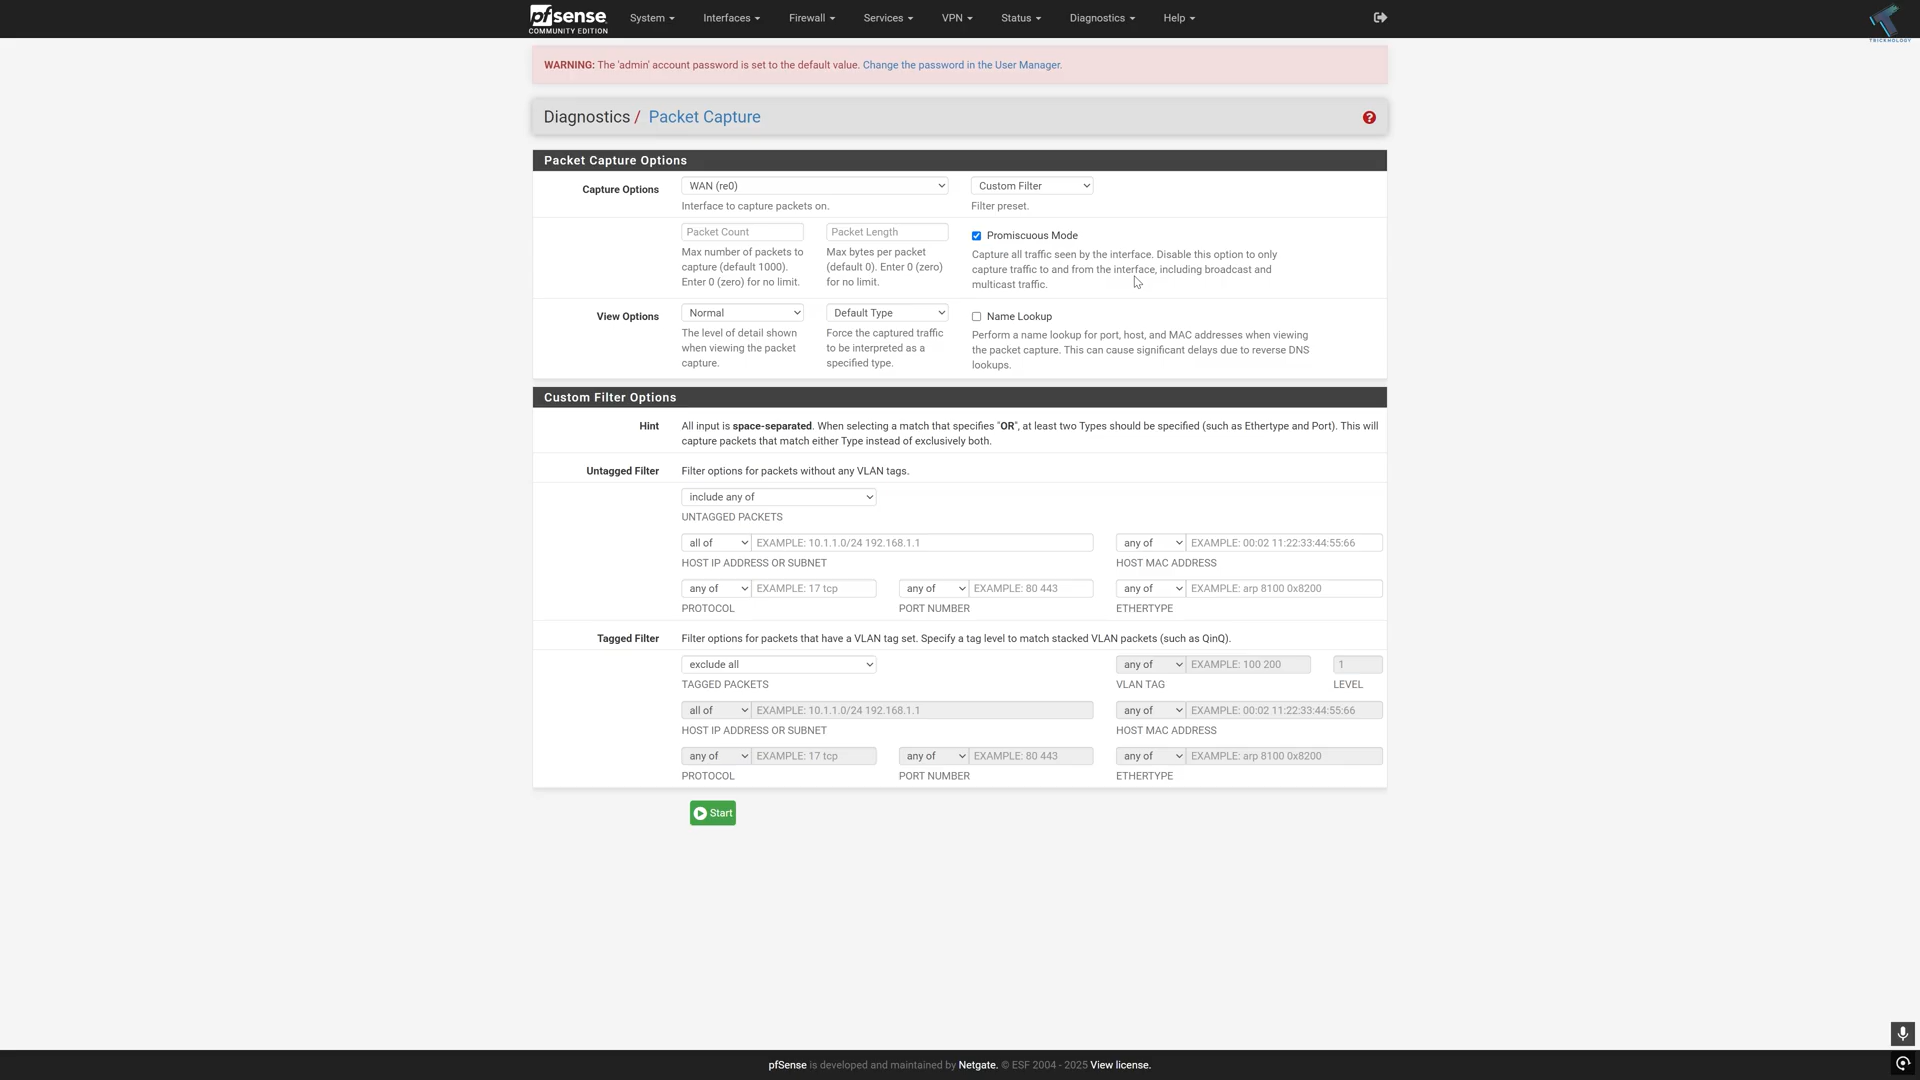 pfsense
COMMUNITY EDITION
System
Interfaces
Firewall
Services
VPN
Status
Diagnostics
Help
TRICKNOLOGY
WARNING: The 'admin' account password is set to the default value. Change the password in the User Manager.
Diagnostics / Packet Capture
Packet Capture Options
Capture Options
WAN (re0)
Interface to capture packets on.
Custom Filter
Filter preset.
Packet Count
Max number of packets to
capture (default 1000).
Enter 0 (zero) for no limit.
Packet Length
Max bytes per packet
(default 0). Enter 0 (zero)
for no limit.
Promiscuous Mode
Capture all traffic seen by the interface. Disable this option to only
capture traffic to and from the interface, including broadcast and
multicast traffic.
View Options
Normal
The level of detail shown
when viewing the packet
capture.
Default Type
Force the captured traffic
to be interpreted as a
specified type.
Name Lookup
Perform a name lookup for port, host, and MAC addresses when viewing
the packet capture. This can cause significant delays due to reverse DNS
lookups.
Custom Filter Options
Hint
All input is space-separated. When selecting a match that specifies "OR", at least two Types should be specified (such as Ethertype and Port). This will
capture packets that match either Type instead of exclusively both.
Untagged Filter
Filter options for packets without any VLAN tags.
include any of
UNTAGGED PACKETS
all of EXAMPLE: 10.1.1.0/24 192.168.1.1
HOST IP ADDRESS OR SUBNET
any of EXAMPLE: 00:02 11:22:33:44:55:66
HOST MAC ADDRESS
any of EXAMPLE: 17 tcp
PROTOCOL
any of EXAMPLE: 80 443
PORT NUMBER
any of EXAMPLE: arp 8100 0x8200
ETHERTYPE
Tagged Filter
Filter options for packets that have a VLAN tag set. Specify a tag level to match stacked VLAN packets (such as QinQ).
exclude all
TAGGED PACKETS
any of EXAMPLE: 100 200
VLAN TAG
1
LEVEL
all of EXAMPLE: 10.1.1.0/24 192.168.1.1
HOST IP ADDRESS OR SUBNET
any of EXAMPLE: 00:02 11:22:33:44:55:66
HOST MAC ADDRESS
any of EXAMPLE: 17 tcp
PROTOCOL
any of EXAMPLE: 80 443
PORT NUMBER
any of EXAMPLE: arp 8100 0x8200
ETHERTYPE
Start
pfSense is developed and maintained by Netgate. © ESF 2004 - 2025 View license.